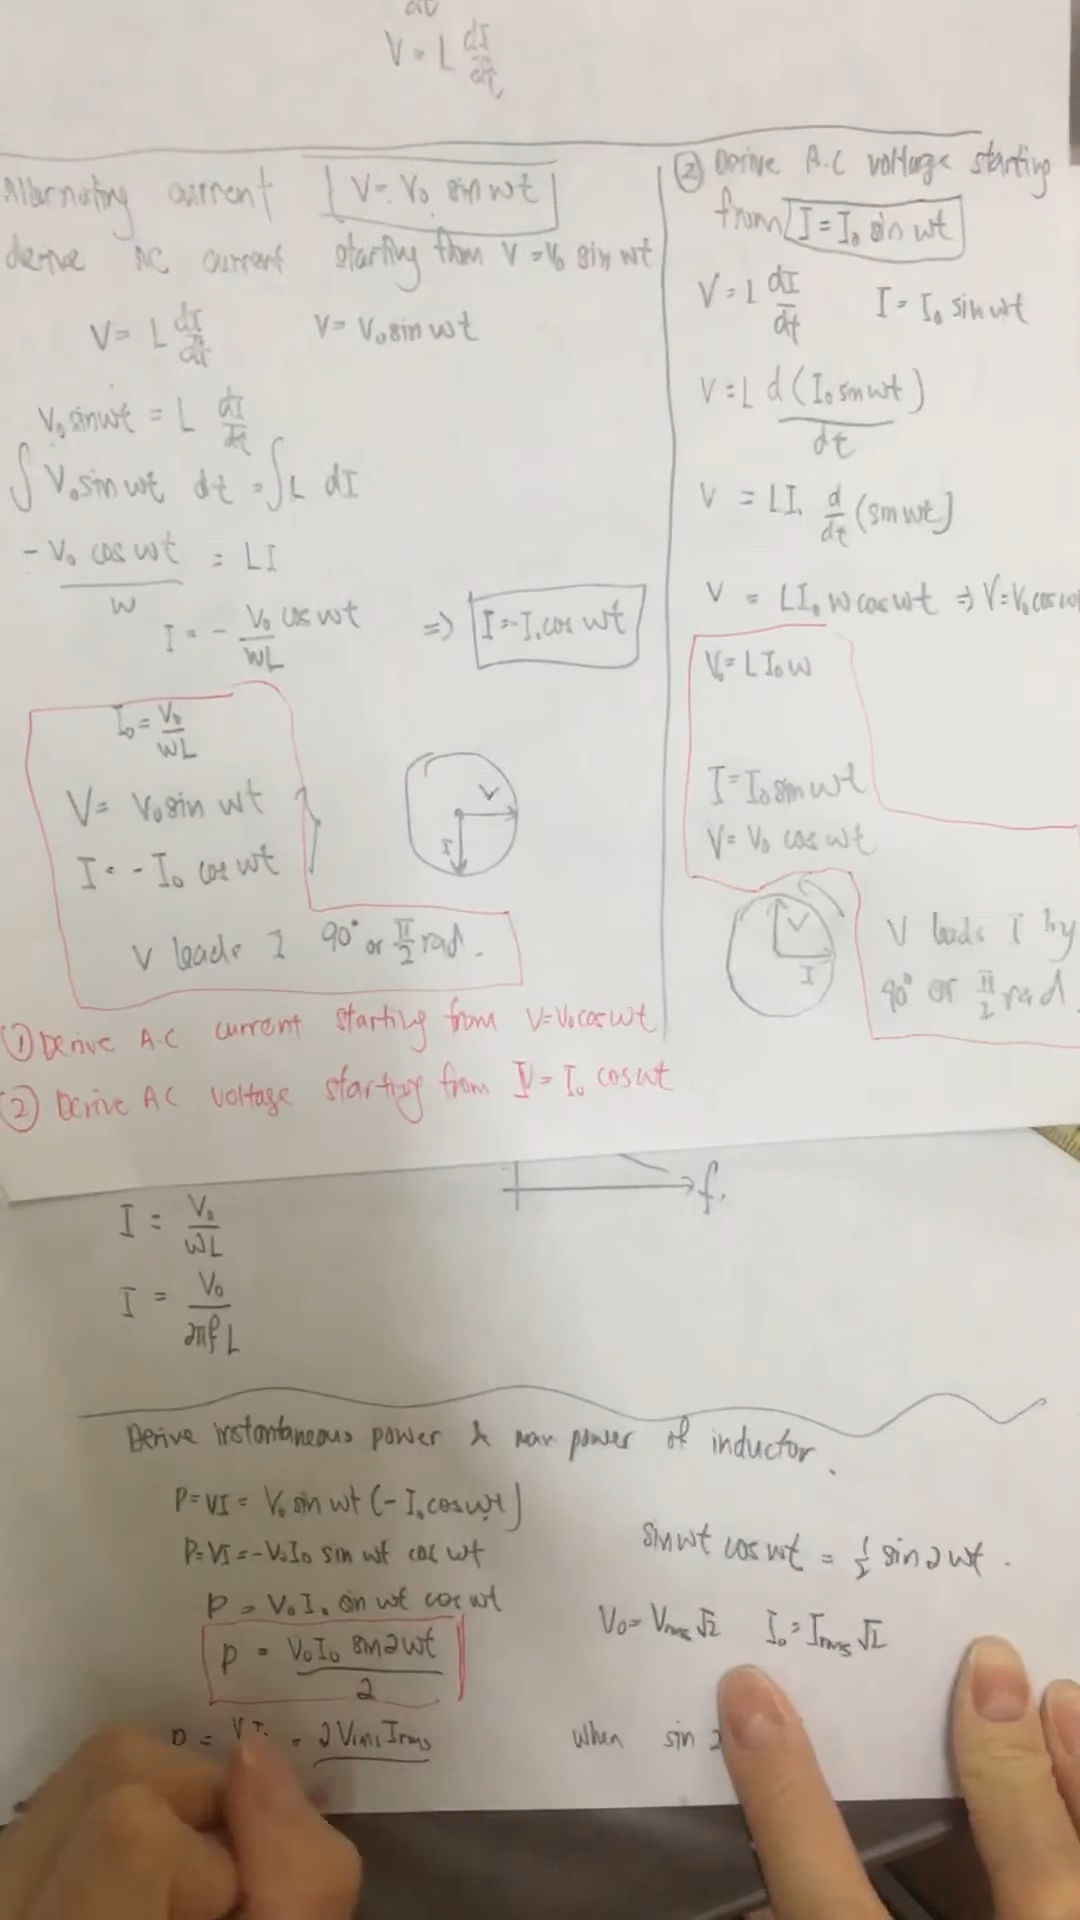 V = L dI/dt
Alternating current V = V₀ sin wt
derive AC current starting from V = V₀ sin wt
V = L dI/dt V = V₀ sin wt
V₀ sinwt = L dI/dt
∫ V₀ sin wt dt = ∫ L dI
- V₀ cos wt / w = LI
I = - V₀ cos wt / wL => I = - I₀ cos wt
I₀ = V₀ / wL
V = V₀ sin wt
I = - I₀ cos wt
V
I
V leads I 90° or π/2 rad.
① Derive A.C current starting from V = V₀ cos wt
② Derive AC voltage starting from I = I₀ cos wt
② Derive A.C voltage starting
from I = I₀ sin wt
V = L dI/dt I = I₀ sin wt
V = L d(I₀ sin wt) / dt
V = LI₀ d/dt (sin wt)
V = LI₀ w cos wt => V = V₀ cos w
V₀ = L I₀ w
I = I₀ sin wt
V = V₀ cos wt
V
I
V leads I by
90° or π/2 rad.
f.
I = V₀ / wL
I = V₀ / 2πf L
Derive instantaneous power & max power of inductor.
P = VI = V₀ sin wt (- I₀ cos wt)
P = VI = - V₀ I₀ sin wt cos wt
P = V₀ I₀ sin wt cos wt
P = V₀ I₀ sin 2 wt / 2
sin wt cos wt = 1/2 sin 2 wt .
V₀ = Vrms √2 I₀ = Irms √2
= 2 Vrms Irms
When sin 2